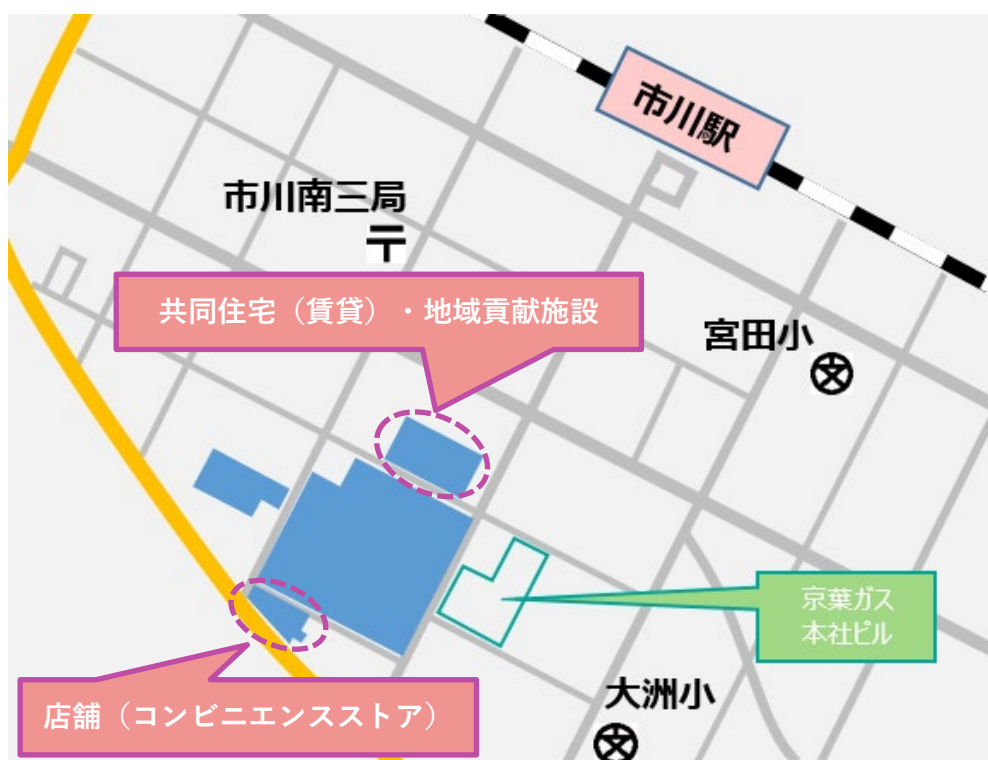 市川駅
市川南三局
〒
共同住宅（賃貸）・地域貢献施設
宮田小
文
京葉ガス
本社ビル
大洲小
文
店舗（コンビニエンスストア）